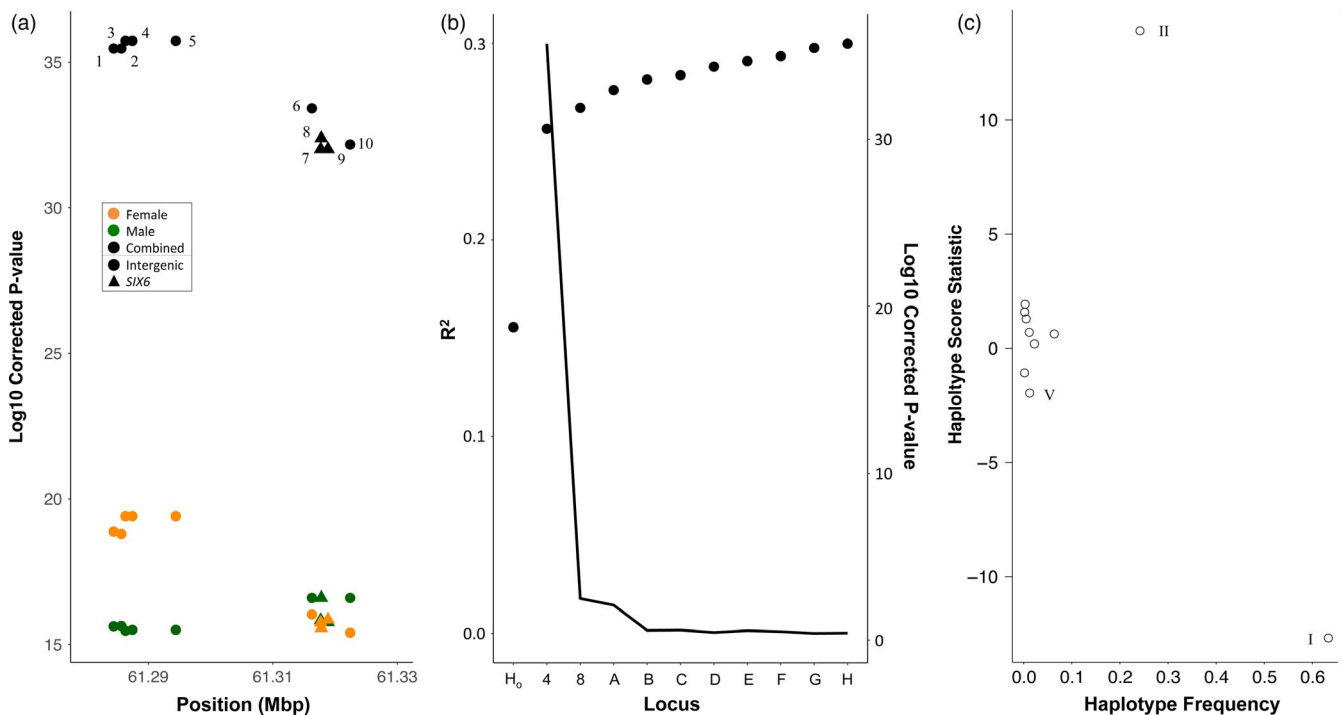 (a)
Log10 Corrected P-value
35
30
25
20
15
3 4 5
1 2
6
8
10
7 9
Female
Male
Combined
Intergenic
SIX6
61.29 61.31 61.33
Position (Mbp)
(b)
R2
0.3
0.2
0.1
0.0
30
20
10
0
Log10 Corrected P-value
Ho 4 8 A B C D E F G H
Locus
(c)
Haploltype Score Statistic
10
5
0
−5
−10
II
V
I
0.0 0.1 0.2 0.3 0.4 0.5 0.6
Haplotype Frequency